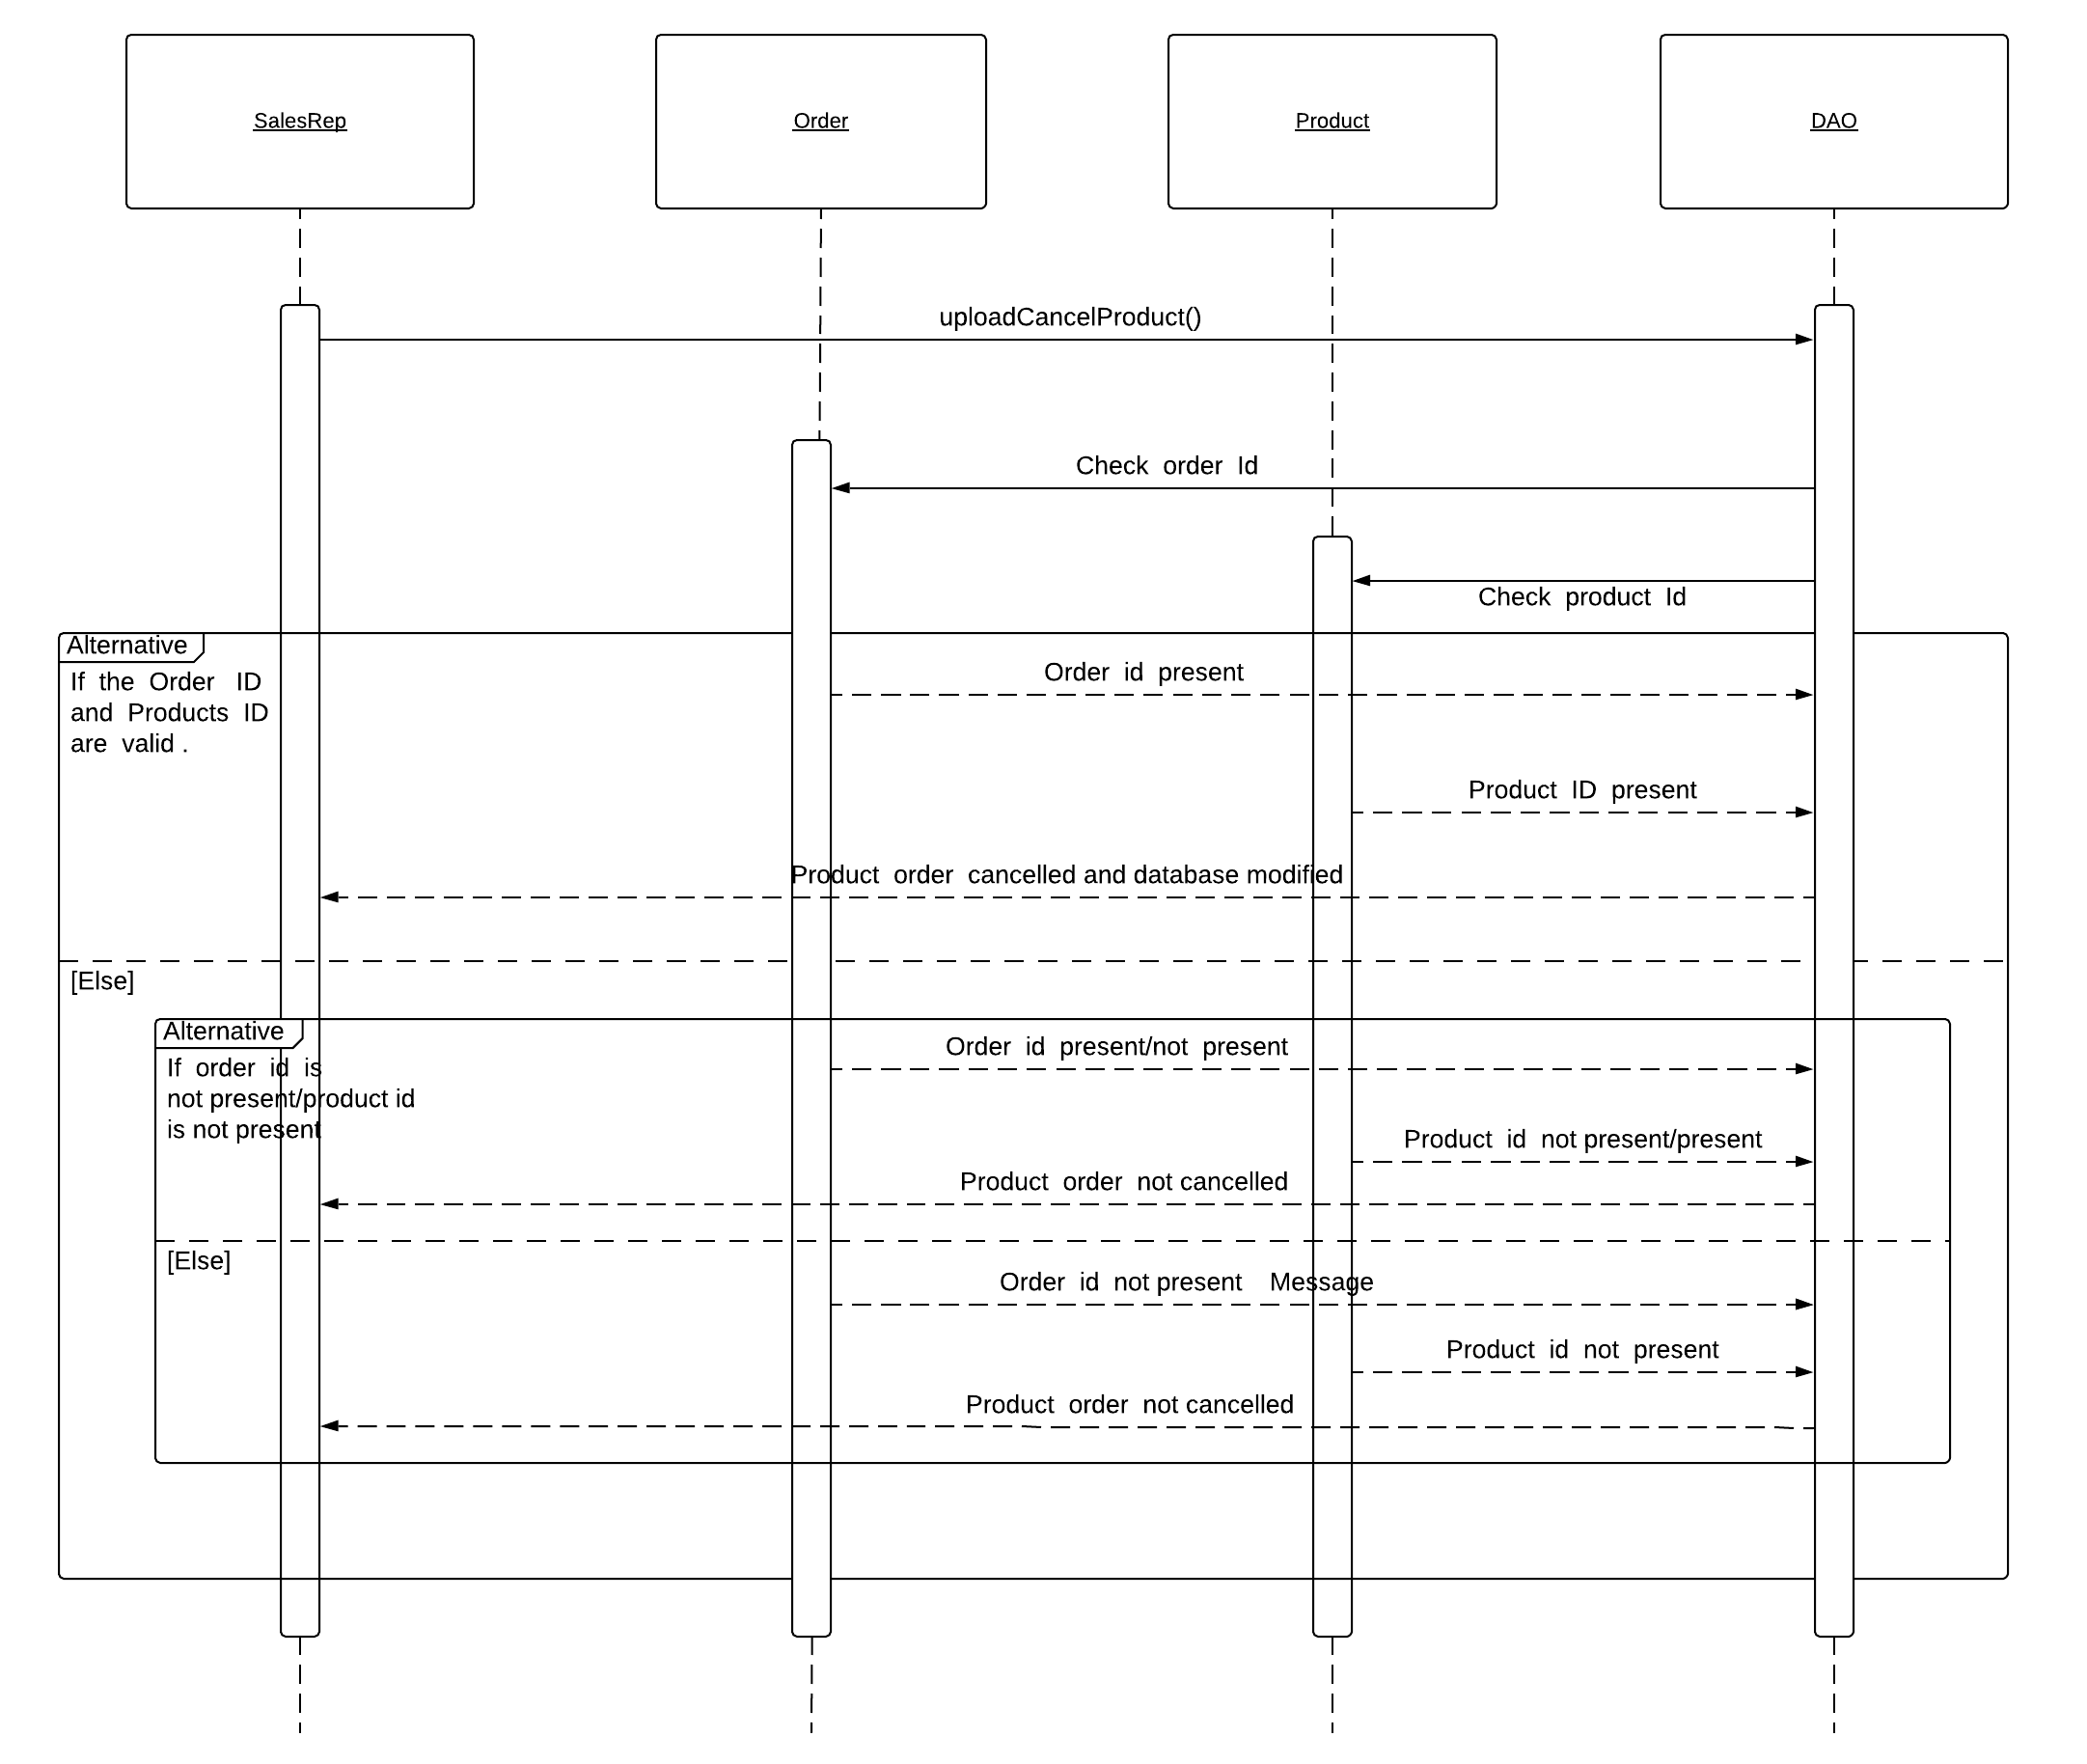 SalesRep
Order
Product
DAO
uploadCancelProduct()
Check order Id
Check product Id
Alternative
If the Order ID
and Products ID
are valid .
Order id present
Product ID present
Product order cancelled and database modified
[Else]
Alternative
If order id is
not present/product id
is not present
Order id present/not present
Product id not present/present
Product order not cancelled
[Else]
Order id not present Message
Product id not present
Product order not cancelled